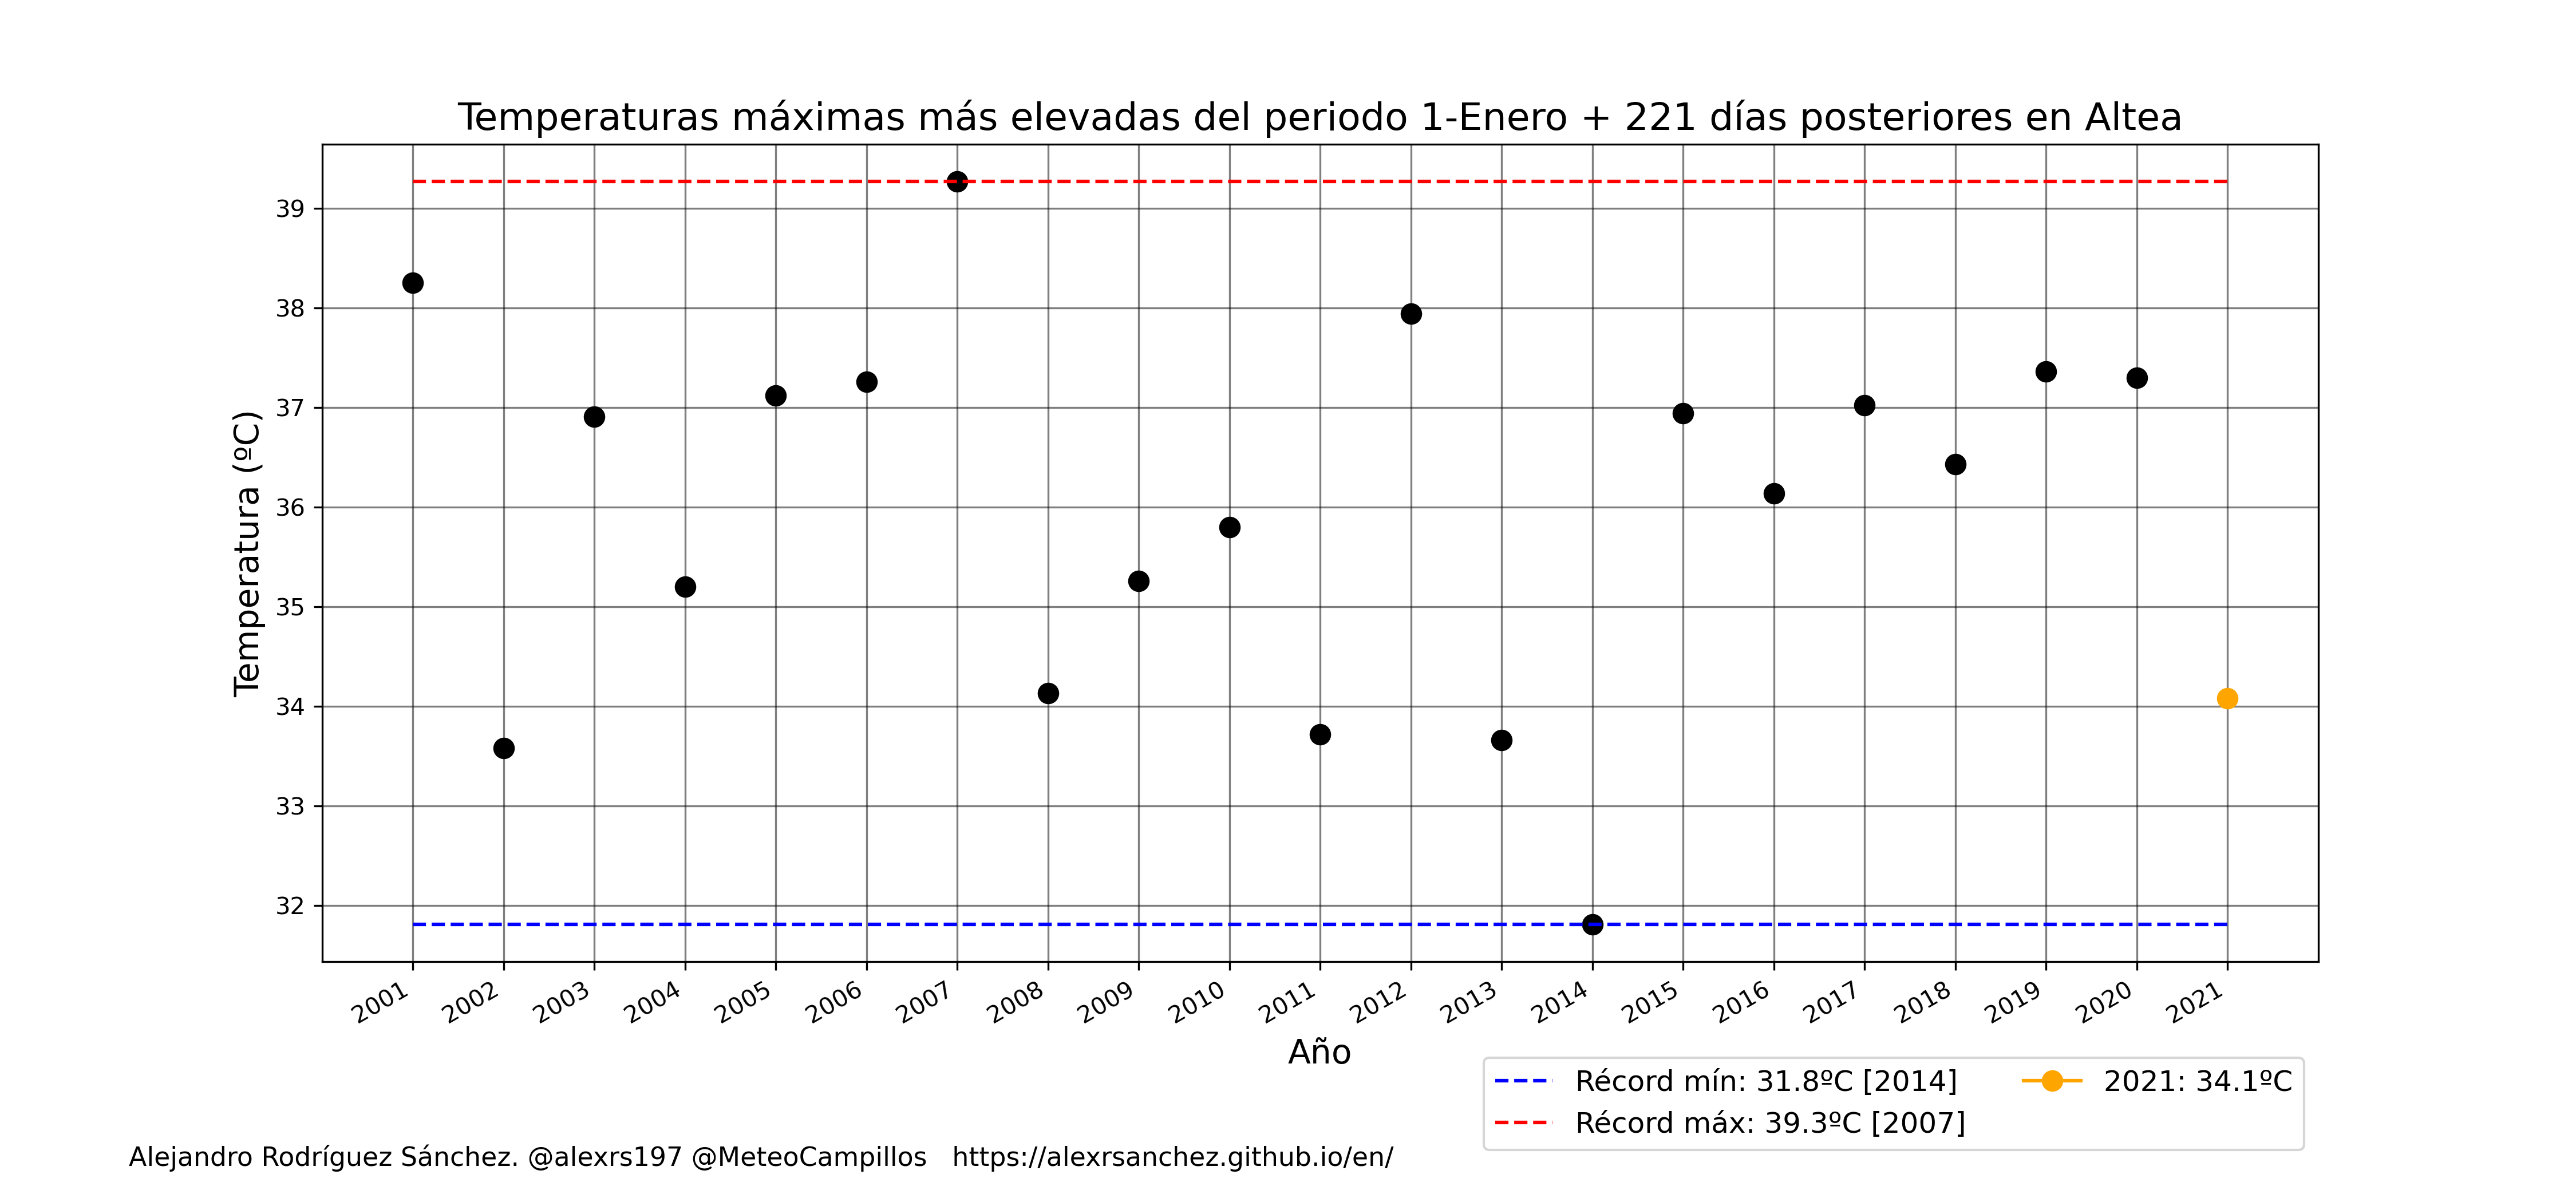 Temperaturas máximas más elevadas del periodo 1-Enero + 221 días posteriores en Altea
Temperatura (ºC)
39
38
37
36
35
34
33
32
2001 2002 2003 2004 2005 2006 2007 2008 2009 2010 2011 2012 2013 2014 2015 2016 2017 2018 2019 2020 2021
Año
Récord mín: 31.8ºC [2014]
Récord máx: 39.3ºC [2007]
2021: 34.1ºC
Alejandro Rodríguez Sánchez. @alexrs197 @MeteoCampillos https://alexrsanchez.github.io/en/